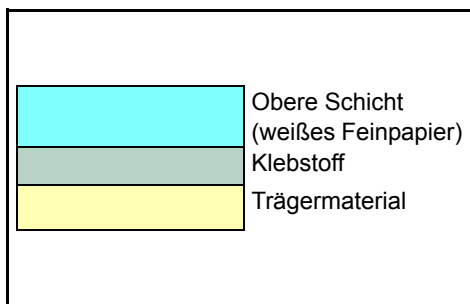 Obere Schicht
(weißes Feinpapier)
Klebstoff
Trägermaterial